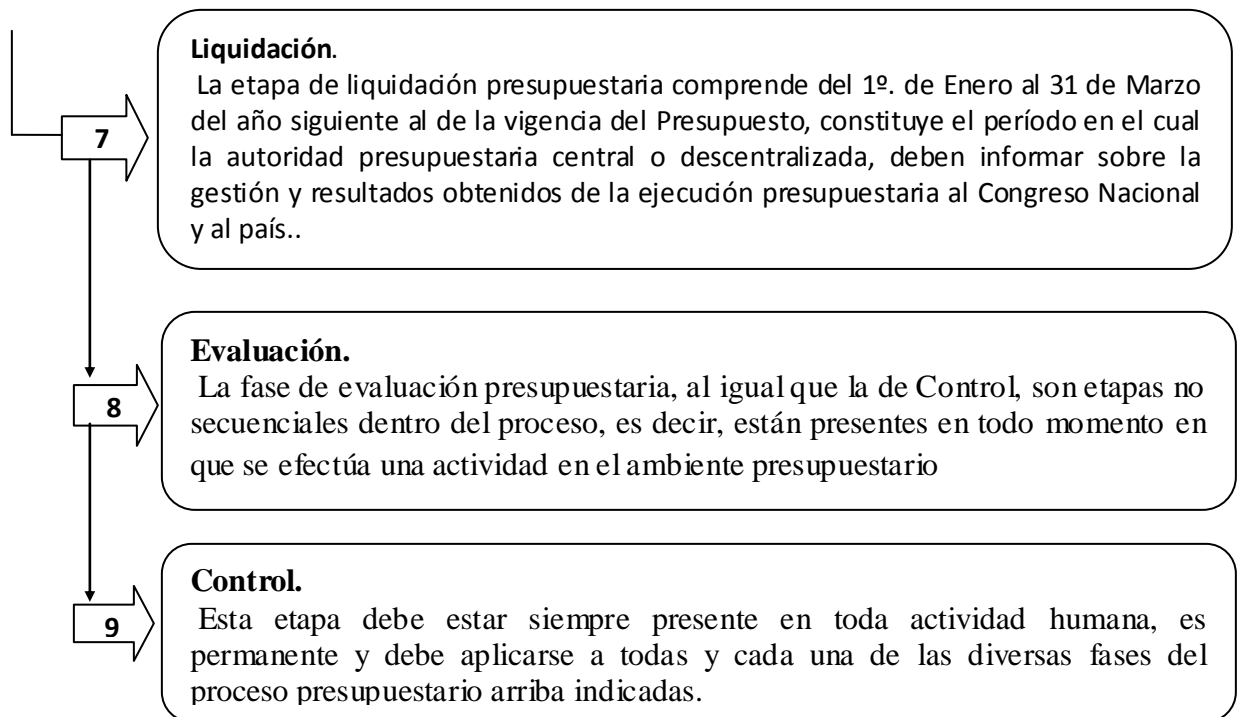 Liquidación.
La etapa de liquidación presupuestaria comprende del 1º. de Enero al 31 de Marzo
del año siguiente al de la vigencia del Presupuesto, constituye el período en el cual
la autoridad presupuestaria central o descentralizada, deben informar sobre la
gestión y resultados obtenidos de la ejecución presupuestaria al Congreso Nacional
y al país..
7
Evaluación.
La fase de evaluación presupuestaria, al igual que la de Control, son etapas no
secuenciales dentro del proceso, es decir, están presentes en todo momento en
que se efectúa una actividad en el ambiente presupuestario
8
Control.
Esta etapa debe estar siempre presente en toda actividad humana, es
permanente y debe aplicarse a todas y cada una de las diversas fases del
proceso presupuestario arriba indicadas.
9